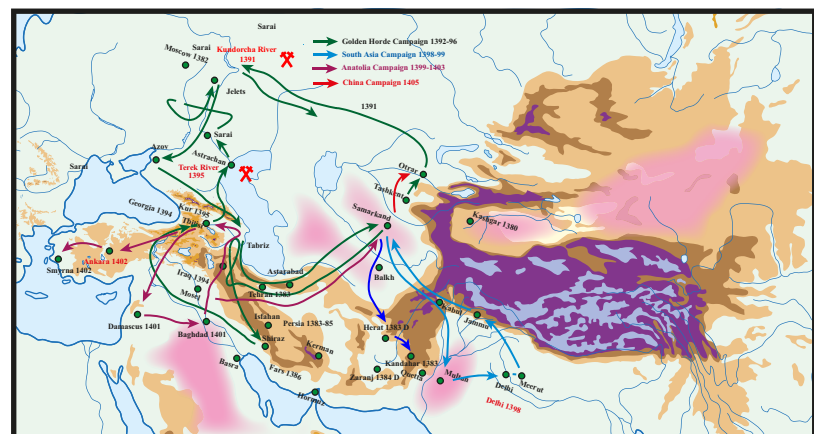 Sarai
Golden Horde Campaign 1392-96
South Asia Campaign 1398-99
Anatolia Campaign 1399-1403
China Campaign 1405
Sarai
Moscow 1382
Kundorcha River
1391
Jelets
1391
Sarai
Azov
Astrachan
Sarai
Terek River
1395
Otrar
Tashkent
Georgia 1394
Kur 1395
Samarkand
Kashgar 1380
Tabriz
Ankara 1402
Smyrna 1402
Iraq 1394
Astarabad
Balkh
Mosel
Tehran 1383
Kabul
Jammu
Damascus 1401
Isfahan
Persia 1383-85
Herut 1383 D
Baghdad 1401
Shiraz
Kerman
Kandahar 1383
Basra
Fars 1386
Zaranj 1384 D
Quetta
Multan
Delhi
Meerut
Hormuz
Delhi 1398